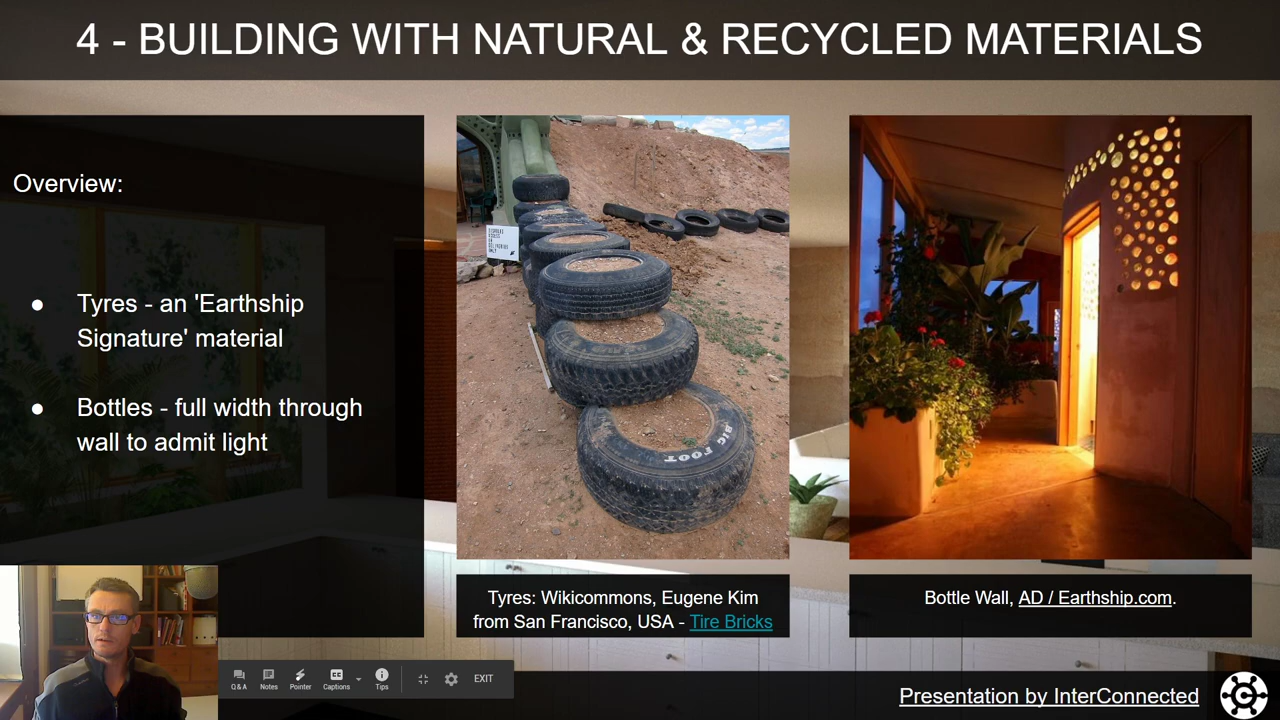 4 - BUILDING WITH NATURAL & RECYCLED MATERIALS
Overview:
● Tyres - an 'Earthship
Signature' material
● Bottles - full width through
wall to admit light
BIG FOOT
Tyres: Wikicommons, Eugene Kim
from San Francisco, USA - Tire Bricks
Bottle Wall, AD / Earthship.com.
Q & A Notes Pointer Captions Tips EXIT
Presentation by InterConnected